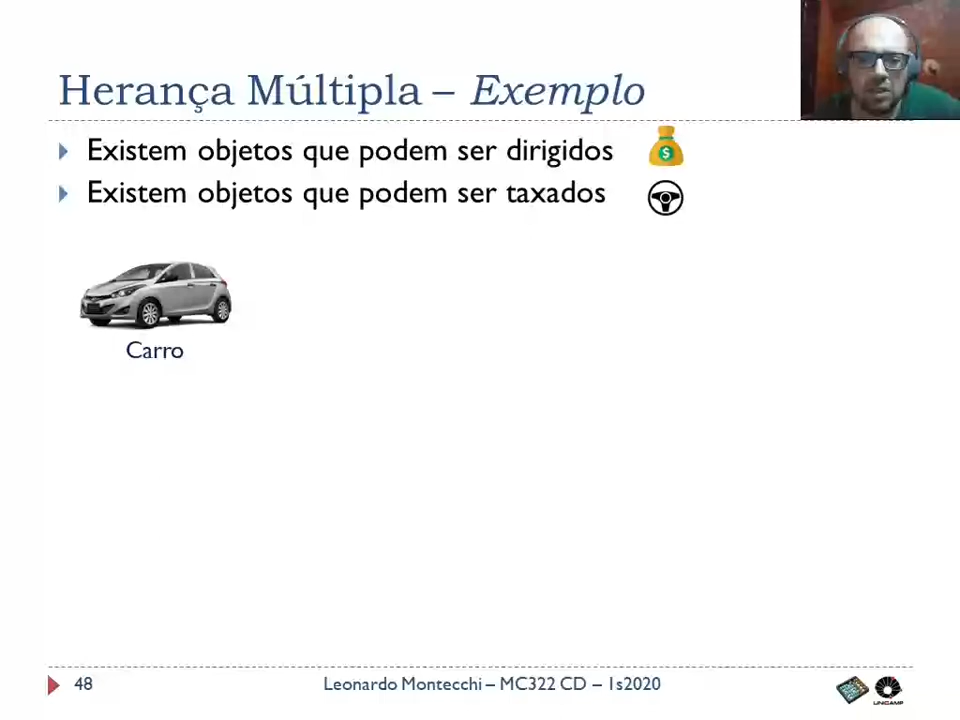 Herança Múltipla – Exemplo
Existem objetos que podem ser dirigidos
$
Existem objetos que podem ser taxados
Carro
48
Leonardo Montecchi – MC322 CD – 1s2020
UNICAMP